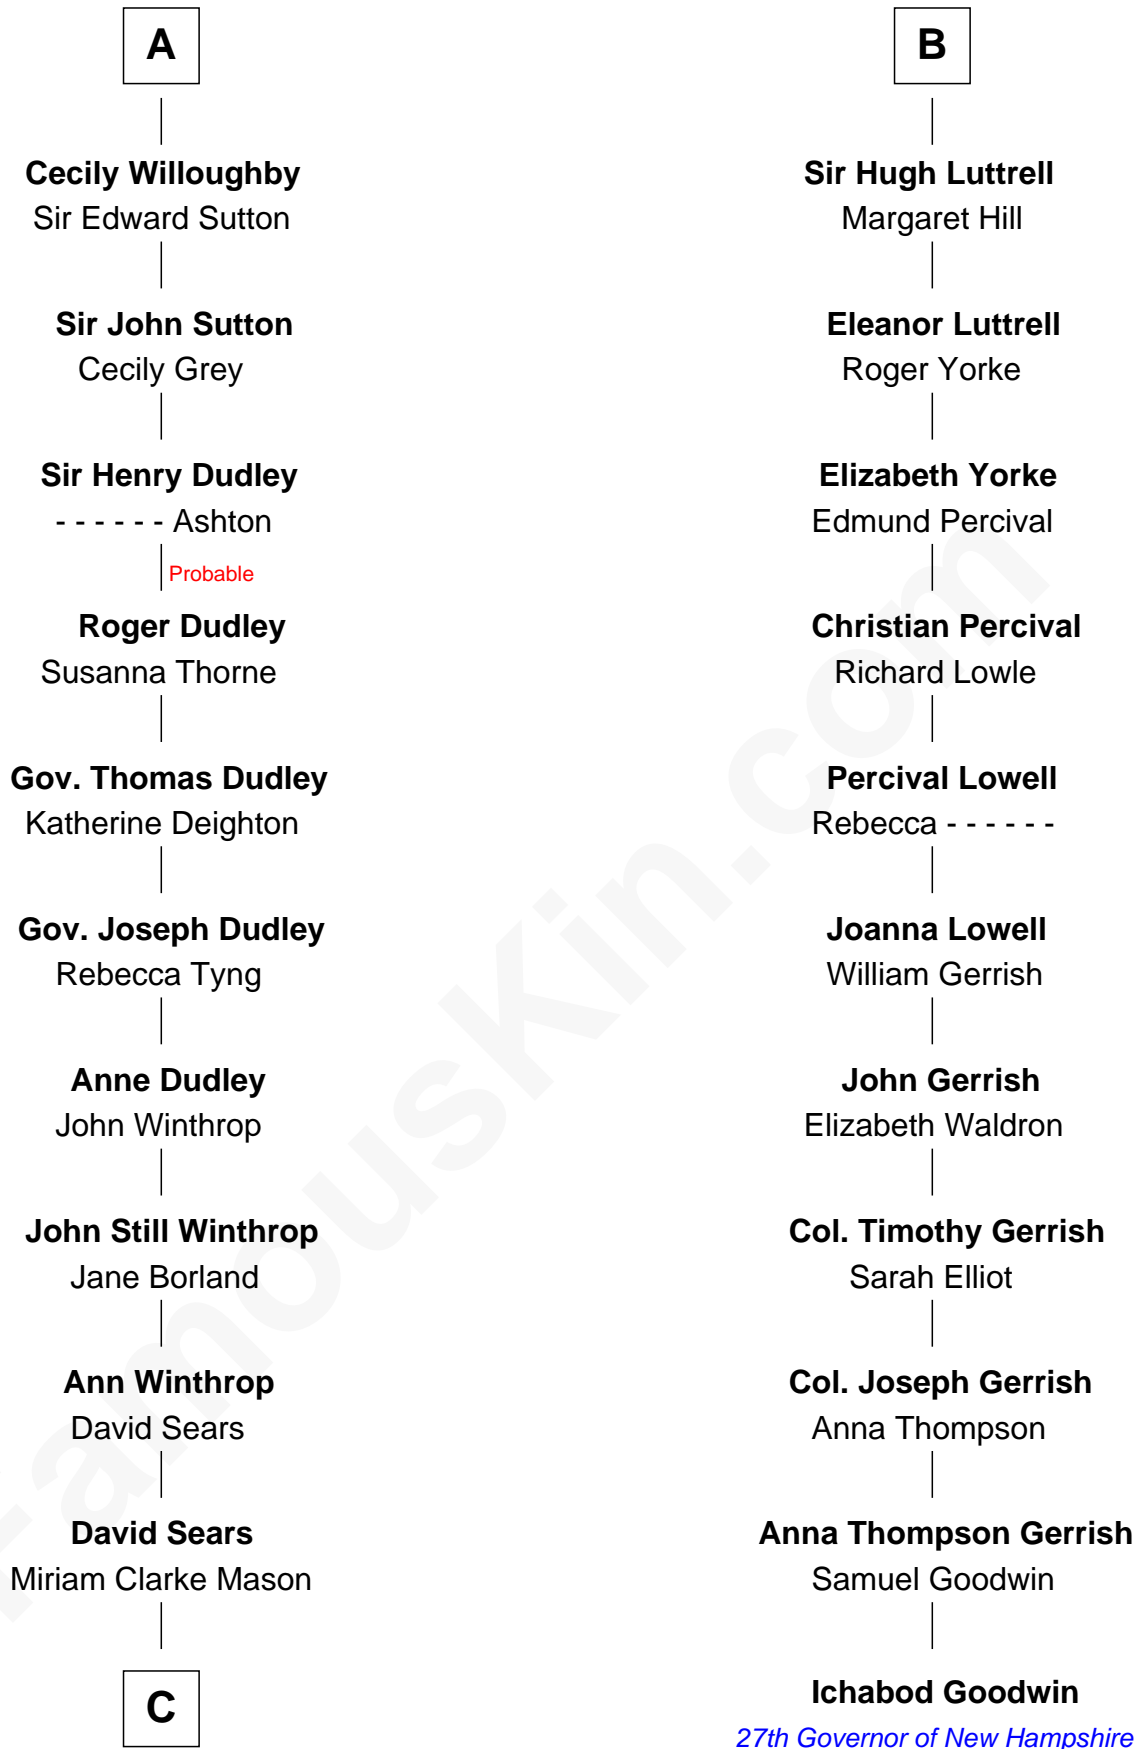 A
Cecily Willoughby
Sir Edward Sutton
Sir John Sutton
Cecily Grey
Sir Henry Dudley
- - - - - - Ashton
Probable
Roger Dudley
Susanna Thorne
Gov. Thomas Dudley
Katherine Deighton
Gov. Joseph Dudley
Rebecca Tyng
Anne Dudley
John Winthrop
John Still Winthrop
Jane Borland
Ann Winthrop
David Sears
David Sears
Miriam Clarke Mason
C
B
Sir Hugh Luttrell
Margaret Hill
Eleanor Luttrell
Roger Yorke
Elizabeth Yorke
Edmund Percival
Christian Percival
Richard Lowle
Percival Lowell
Rebecca - - - - - -
Joanna Lowell
William Gerrish
John Gerrish
Elizabeth Waldron
Col. Timothy Gerrish
Sarah Elliot
Col. Joseph Gerrish
Anna Thompson
Anna Thompson Gerrish
Samuel Goodwin
Ichabod Goodwin
27th Governor of New Hampshire
FamousKin.com